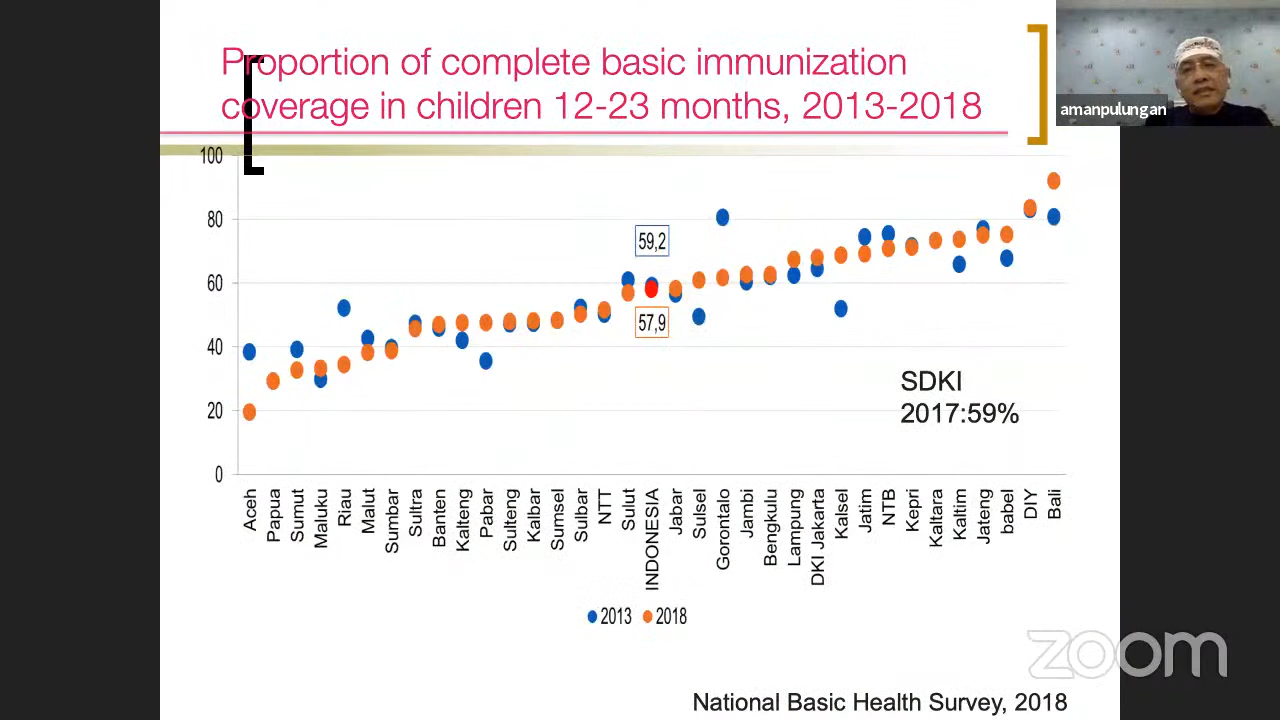 Proportion of complete basic immunization
coverage in children 12-23 months, 2013-2018
amanpulungan
100
80
60
40
20
0
59,2
57,9
SDKI
2017:59%
Aceh
Papua
Sumut
Maluku
Riau
Malut
Sumbar
Sultra
Banten
Kalteng
Pabar
Sulteng
Kalbar
Sumsel
Sulbar
NTT
Sulut
INDONESIA
Jabar
Sulsel
Gorontalo
Jambi
Bengkulu
Lampung
DKI Jakarta
Kalsel
Jatim
NTB
Kepri
Kaltara
Kaltim
Jateng
babel
DIY
Bali
2013 2018
zoom
National Basic Health Survey, 2018